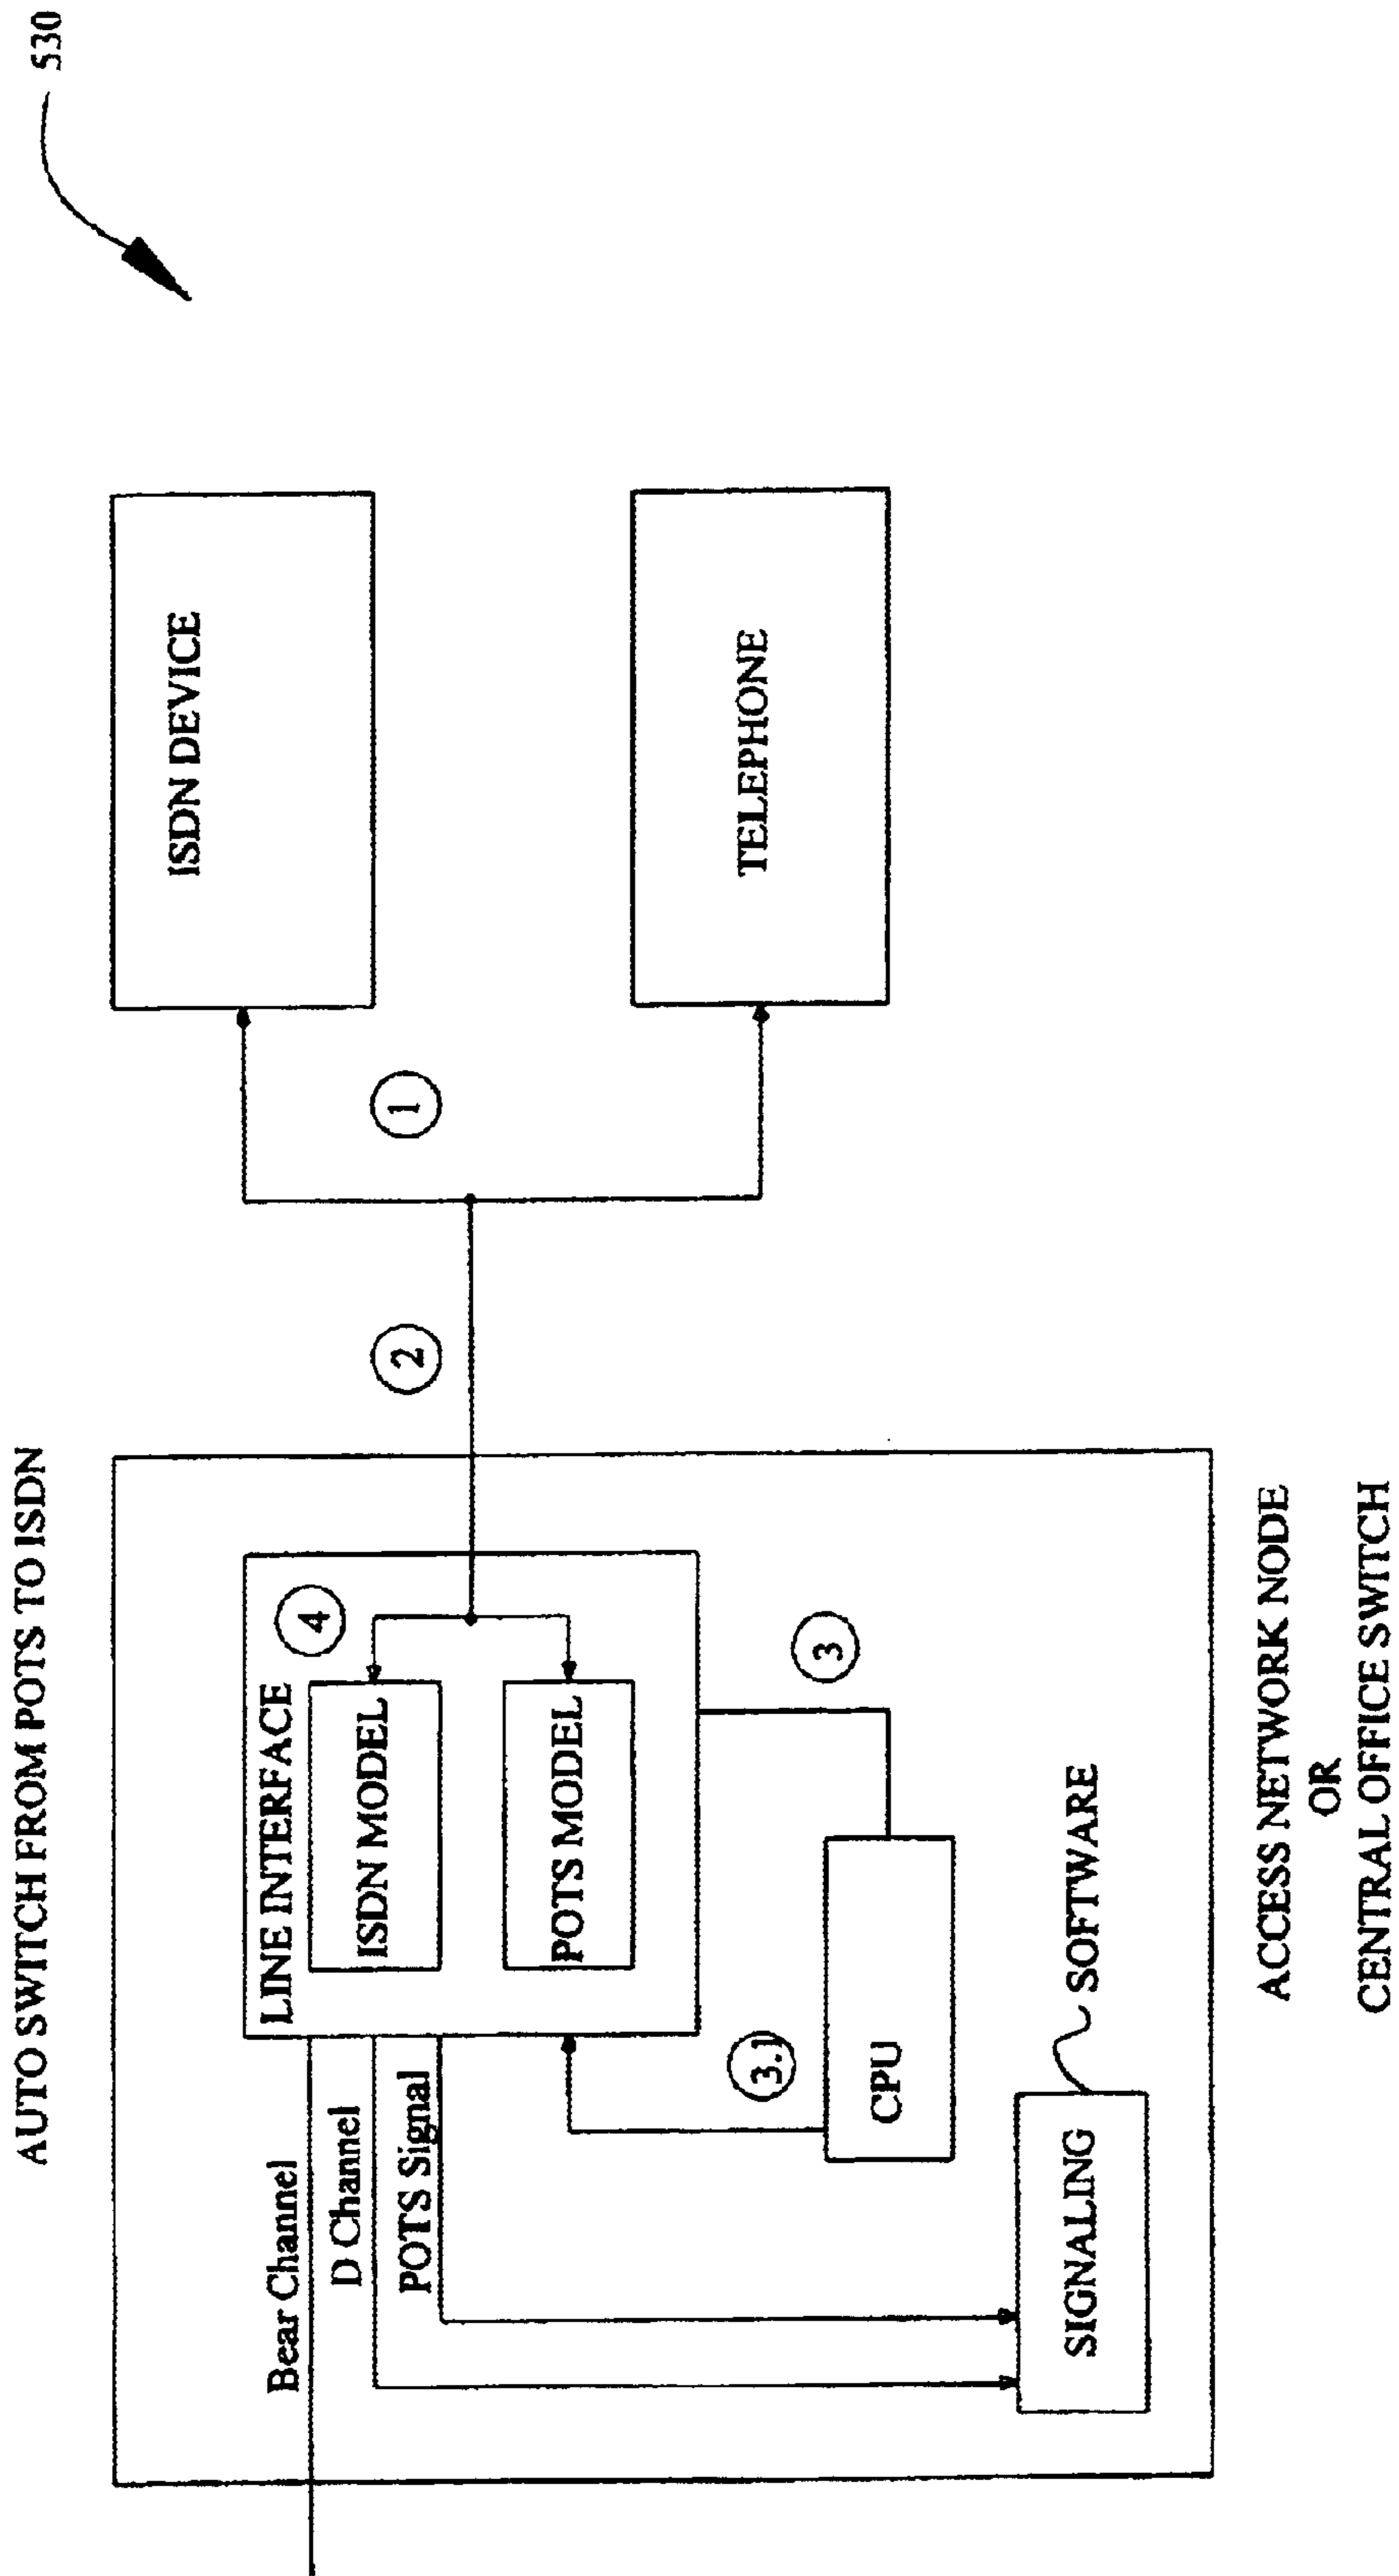 AUTO SWITCH FROM POTS TO ISDN
530
Bear Channel
D Channel
POTS Signal
LINE INTERFACE
ISDN MODEL
POTS MODEL
4
2
1
ISDN DEVICE
TELEPHONE
3.1
3
CPU
SIGNALING
SOFTWARE
ACCESS NETWORK NODE
OR
CENTRAL OFFICE SWITCH